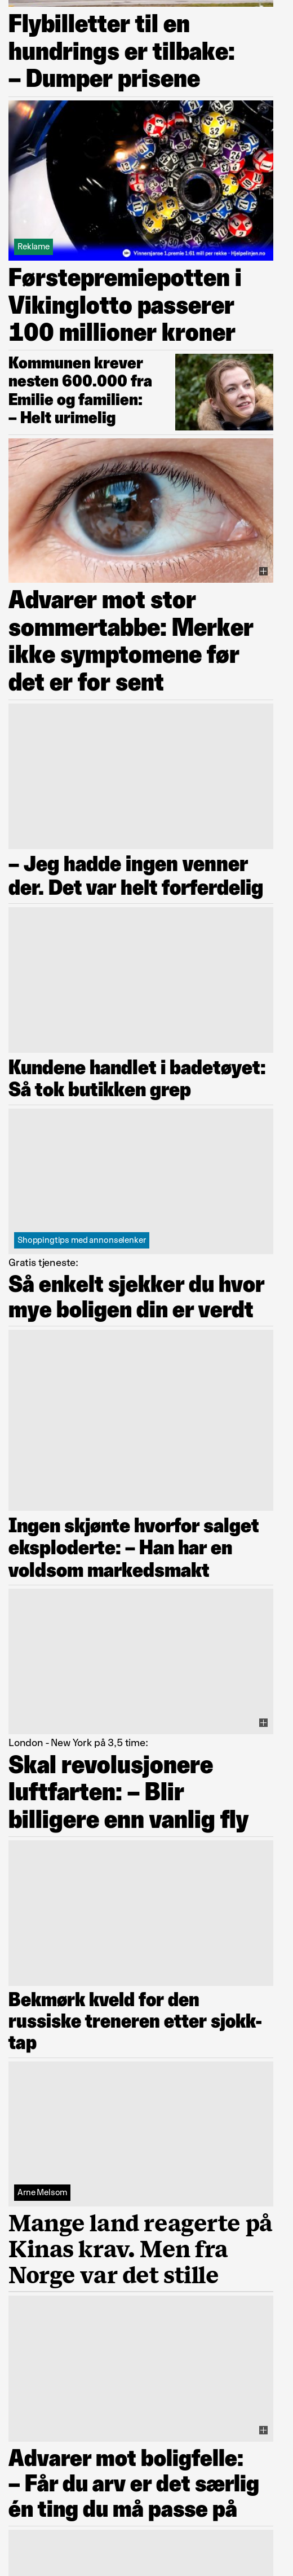 Flybilletter til en
hundrings er tilbake:
– Dumper prisene
Reklame
Vinnersjanse 1.premie 1:61 mill per rekke - Hjelpelinjen.no
Førstepremiepotten i
Vikinglotto passerer
100 millioner kroner
Kommunen krever
nesten 600.000 fra
Emilie og familien:
– Helt urimelig
Advarer mot stor
sommertabbe: Merker
ikke symptomene før
det er for sent
– Jeg hadde ingen venner
der. Det var helt forferdelig
Kundene handlet i badetøyet:
Så tok butikken grep
Shoppingtips med annonselenker
Gratis tjeneste:
Så enkelt sjekker du hvor
mye boligen din er verdt
Ingen skjønte hvorfor salget
eksploderte: – Han har en
voldsom markedsmakt
London - New York på 3,5 time:
Skal revolusjonere
luftfarten: – Blir
billigere enn vanlig fly
Bekmørk kveld for den
russiske treneren etter sjokk-
tap
Arne Melsom
Mange land reagerte på
Kinas krav. Men fra
Norge var det stille
Advarer mot boligfelle:
– Får du arv er det særlig
én ting du må passe på